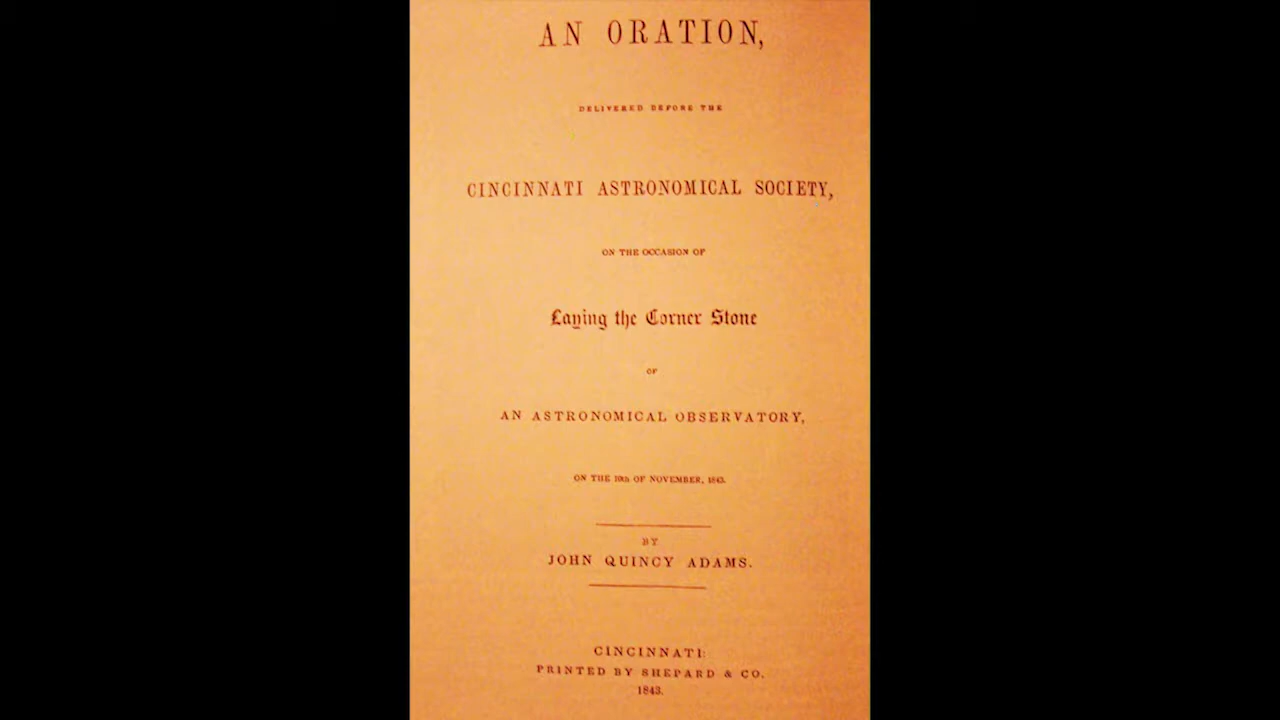 AN ORATION,
DELIVERED BEFORE THE
CINCINNATI ASTRONOMICAL SOCIETY,
ON THE OCCASION OF
Laying the Corner Stone
OF
AN ASTRONOMICAL OBSERVATORY,
ON THE 10th OF NOVEMBER, 1843.
BY
JOHN QUINCY ADAMS.
CINCINNATI:
PRINTED BY SHEPARD & CO.
1843.